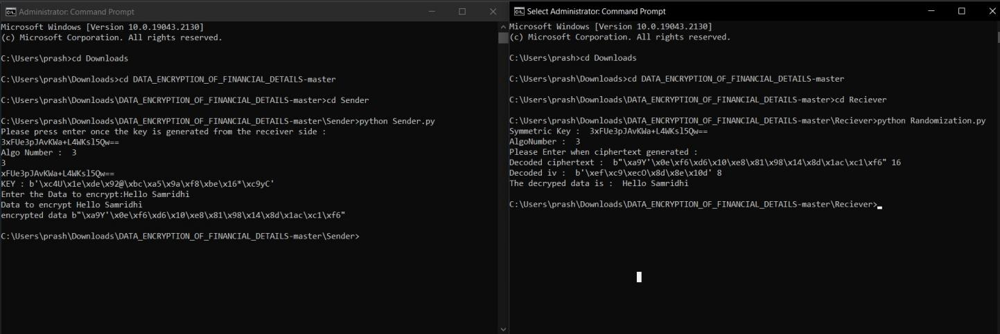 Administrator: Command Prompt
Microsoft Windows [Version 10.0.19043.2130]
(c) Microsoft Corporation. All rights reserved.
C:\Users\prash>cd Downloads
C:\Users\prash\Downloads>cd DATA_ENCRYPTION_OF_FINANCIAL_DETAILS-master
C:\Users\prash\Downloads\DATA_ENCRYPTION_OF_FINANCIAL_DETAILS-master>cd Sender
C:\Users\prash\Downloads\DATA_ENCRYPTION_OF_FINANCIAL_DETAILS-master\Sender>python Sender.py
Please press enter once the key is generated from the receiver side :
3xFUe3pJAvKWa+L4WKsl5Qw==
Algo Number :  3
3
xFUe3pJAvKWa+L4WKsl5Qw==
KEY : b'\xc4U\x1e\xde\x92@\xbc\xa5\x9a\xf8\xbe\x16*\xc9yC'
Enter the Data to encrypt:Hello Samridhi
Data to encrypt Hello Samridhi
encrypted data b"\xa9Y'\x0e\xf6\xd6\x10\xe8\x81\x98\x14\x8d\x1ac\xc1\xf6"
C:\Users\prash\Downloads\DATA_ENCRYPTION_OF_FINANCIAL_DETAILS-master\Sender>
Select Administrator: Command Prompt
Microsoft Windows [Version 10.0.19043.2130]
(c) Microsoft Corporation. All rights reserved.
C:\Users\prash>cd Downloads
C:\Users\prash\Downloads>cd DATA_ENCRYPTION_OF_FINANCIAL_DETAILS-master
C:\Users\prash\Downloads\DATA_ENCRYPTION_OF_FINANCIAL_DETAILS-master>cd Reciever
C:\Users\prash\Downloads\DATA_ENCRYPTION_OF_FINANCIAL_DETAILS-master\Reciever>python Randomization.py
Symmetric Key :  3xFUe3pJAvKWa+L4WKsl5Qw==
AlgoNumber :  3
Please Enter when ciphertext generated :
Decoded ciphertext :  b"\xa9Y'\x0e\xf6\xd6\x10\xe8\x81\x98\x14\x8d\x1ac\xc1\xf6" 16
Decoded iv :  b'\xef\xc9\xecO\x8d\x8e\x10d' 8
The decryped data is :  Hello Samridhi
C:\Users\prash\Downloads\DATA_ENCRYPTION_OF_FINANCIAL_DETAILS-master\Reciever>